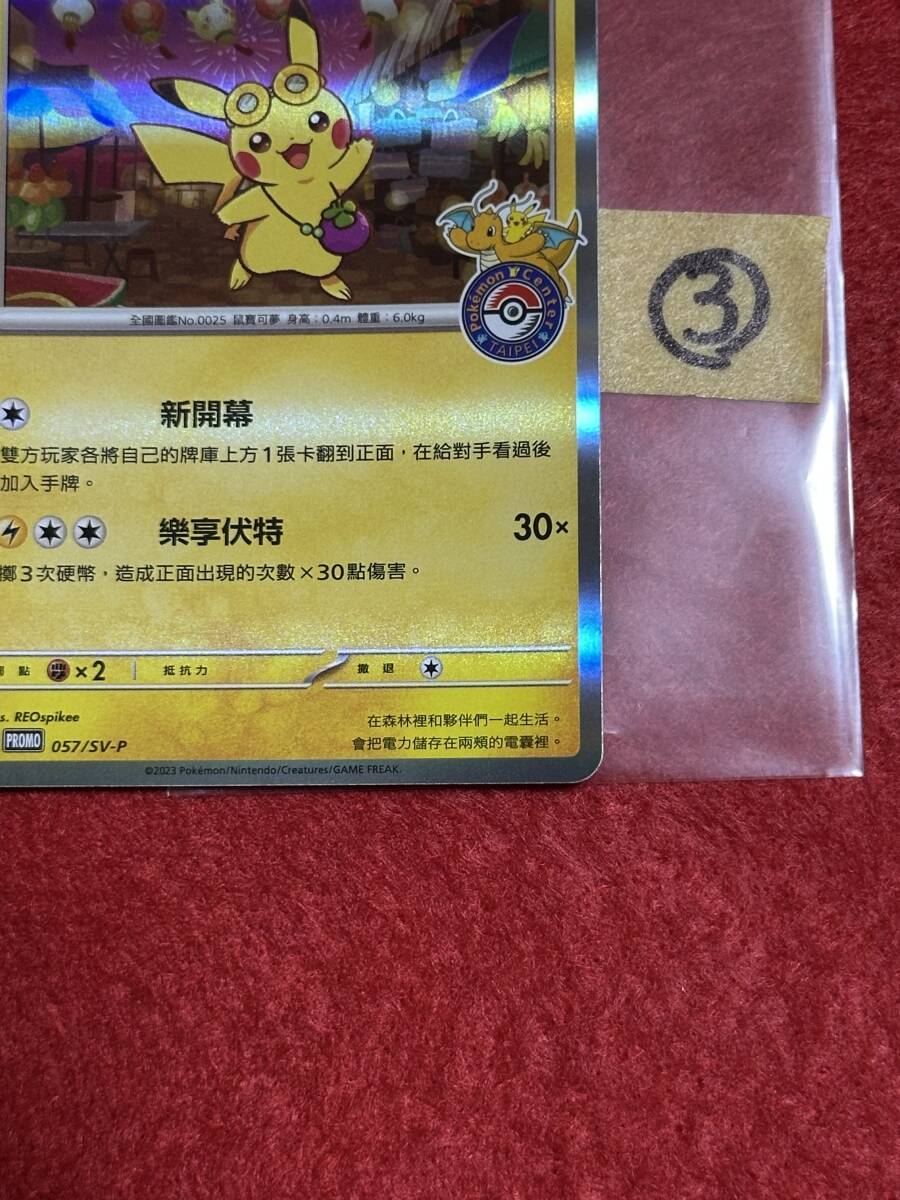 全國圖鑑No.0025 鼠寶可夢 身高：0.4m 體重：6.0kg
Pokémon Center
TAIPEI
③
新開幕
雙方玩家各將自己的牌庫上方1張卡翻到正面，在給對手看過後
加入手牌。
樂享伏特 30×
擲3次硬幣，造成正面出現的次數×30點傷害。
點 ×2 抵抗力 撤退
s. REOspikee
PROMO 057/SV-P
在森林裡和夥伴們一起生活。
會把電力儲存在兩頰的電囊裡。
©2023 Pokémon/Nintendo/Creatures/GAME FREAK.